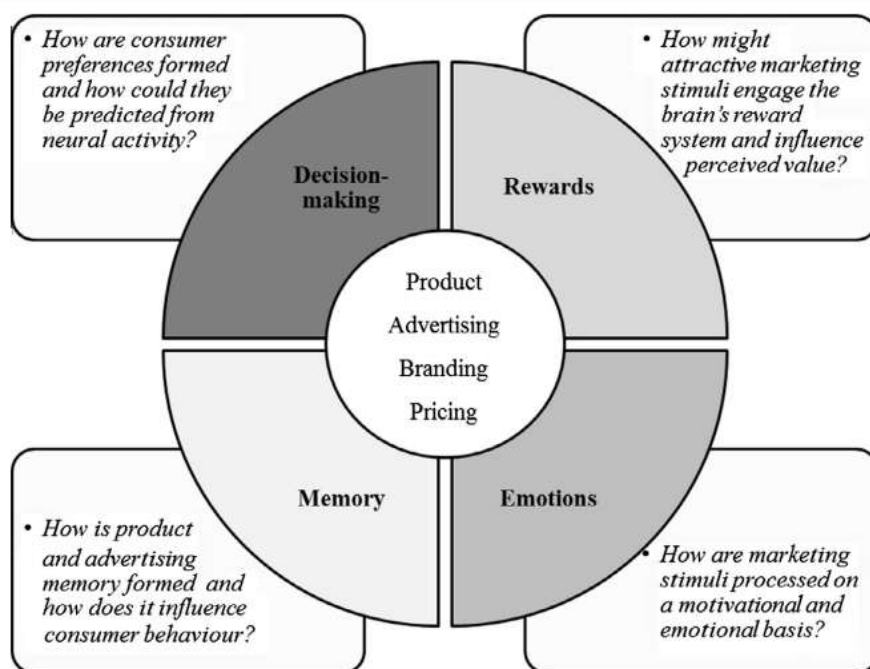 • How are consumer
preferences formed
and how could they
be predicted from
neural activity?
• How might
attractive marketing
stimuli engage the
brain’s reward
system and influence
perceived value?
Decision-
making
Rewards
Product
Advertising
Branding
Pricing
Memory
Emotions
• How is product
and advertising
memory formed and
how does it influence
consumer behaviour?
• How are marketing
stimuli processed on
a motivational and
emotional basis?